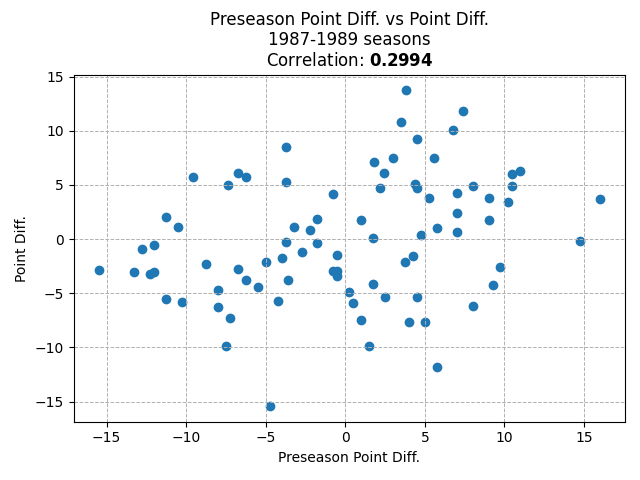 Preseason Point Diff. vs Point Diff.
1987-1989 seasons
Correlation: 0.2994
15
10
5
0
−5
−10
−15
Point Diff.
−15 −10 −5 0 5 10 15
Preseason Point Diff.